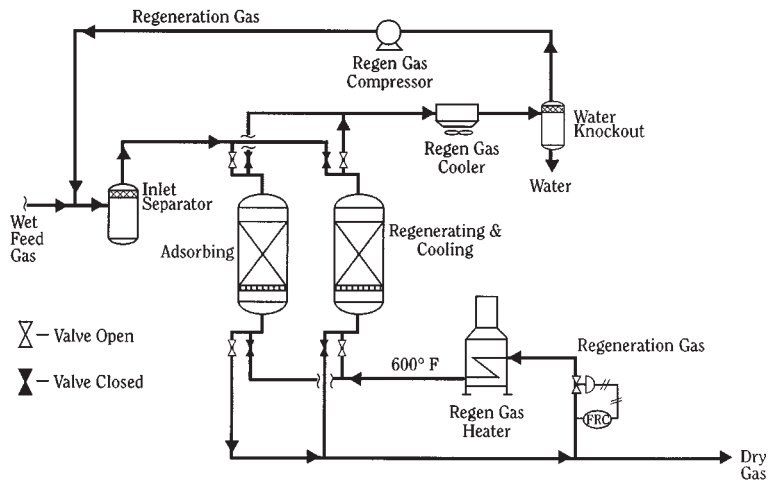 Regeneration Gas
Regen Gas
Compressor
Water
Knockout
Regen Gas
Cooler
Water
Inlet
Separator
Wet
Feed
Gas
Adsorbing
Regenerating &
Cooling
– Valve Open
– Valve Closed
600° F
Regeneration Gas
Regen Gas
Heater
FRC
Dry
Gas